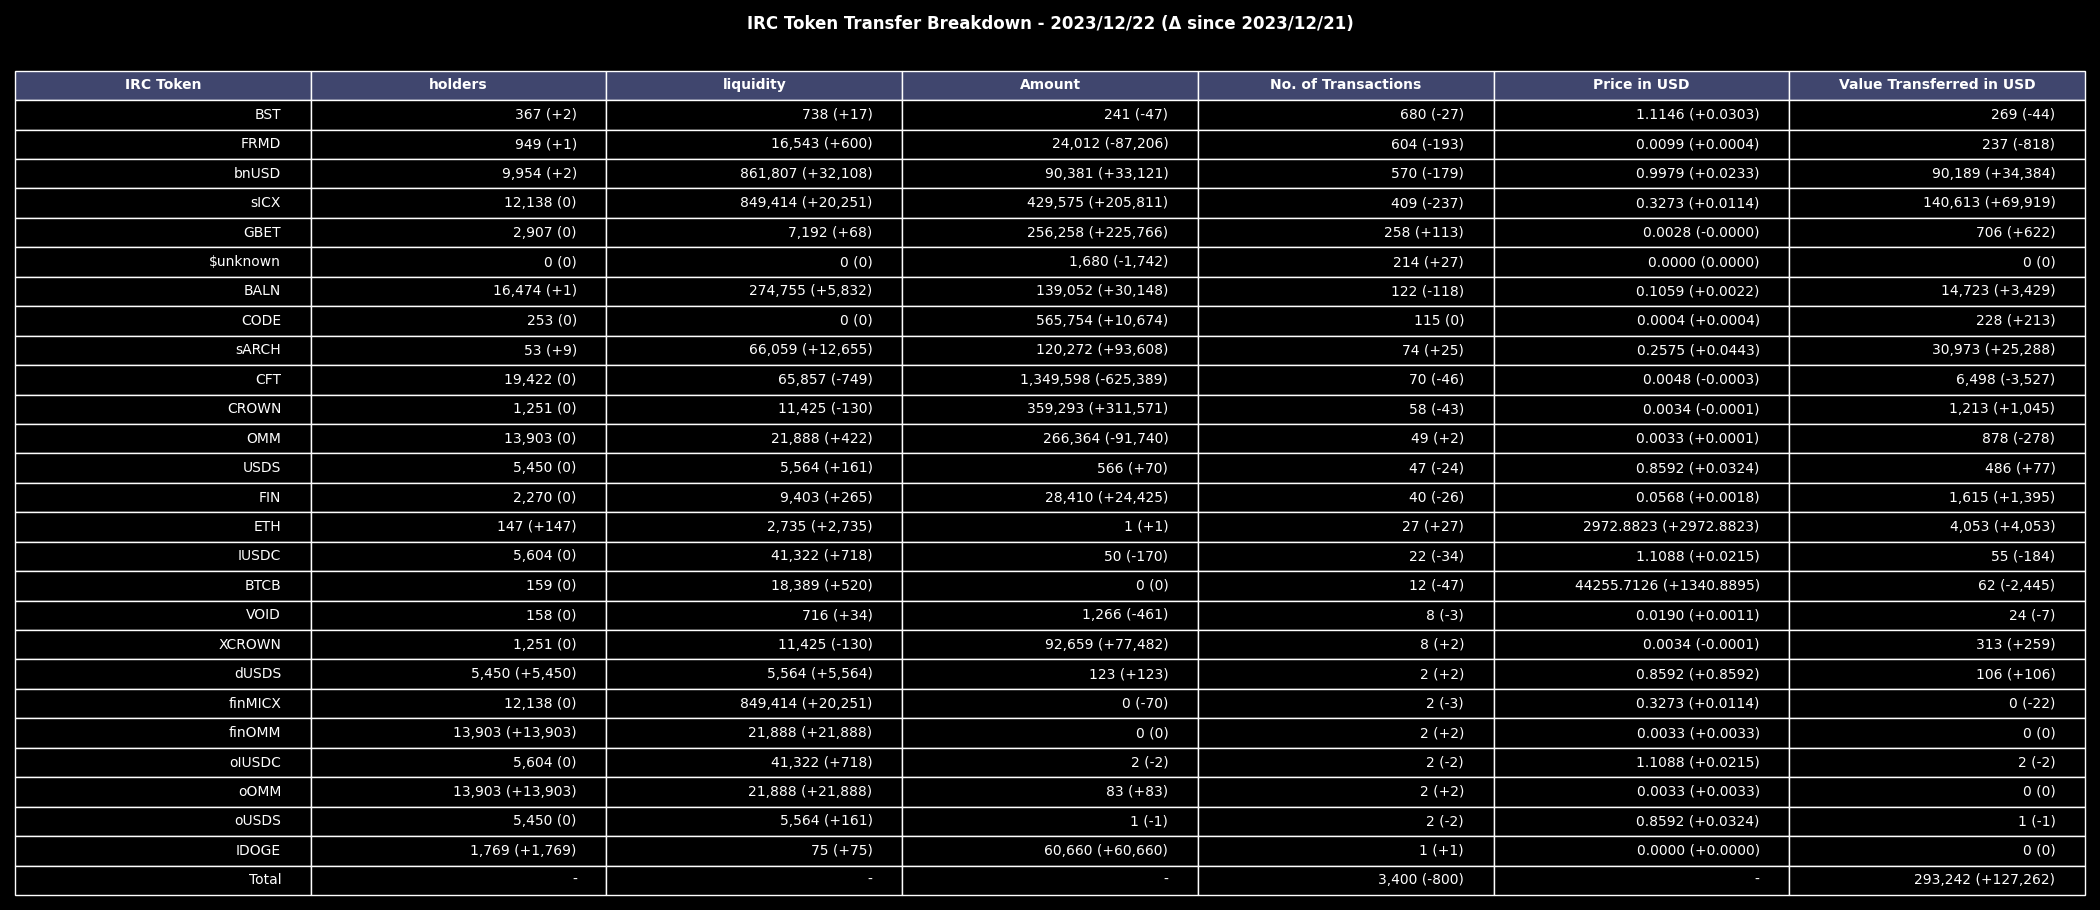 IRC Token Transfer Breakdown - 2023/12/22 (Δ since 2023/12/21)
IRC Token holders liquidity Amount No. of Transactions Price in USD Value Transferred in USD
BST 367 (+2) 738 (+17) 241 (-47) 680 (-27) 1.1146 (+0.0303) 269 (-44)
FRMD 949 (+1) 16,543 (+600) 24,012 (-87,206) 604 (-193) 0.0099 (+0.0004) 237 (-818)
bnUSD 9,954 (+2) 861,807 (+32,108) 90,381 (+33,121) 570 (-179) 0.9979 (+0.0233) 90,189 (+34,384)
sICX 12,138 (0) 849,414 (+20,251) 429,575 (+205,811) 409 (-237) 0.3273 (+0.0114) 140,613 (+69,919)
GBET 2,907 (0) 7,192 (+68) 256,258 (+225,766) 258 (+113) 0.0028 (-0.0000) 706 (+622)
$unknown 0 (0) 0 (0) 1,680 (-1,742) 214 (+27) 0.0000 (0.0000) 0 (0)
BALN 16,474 (+1) 274,755 (+5,832) 139,052 (+30,148) 122 (-118) 0.1059 (+0.0022) 14,723 (+3,429)
CODE 253 (0) 0 (0) 565,754 (+10,674) 115 (0) 0.0004 (+0.0004) 228 (+213)
sARCH 53 (+9) 66,059 (+12,655) 120,272 (+93,608) 74 (+25) 0.2575 (+0.0443) 30,973 (+25,288)
CFT 19,422 (0) 65,857 (-749) 1,349,598 (-625,389) 70 (-46) 0.0048 (-0.0003) 6,498 (-3,527)
CROWN 1,251 (0) 11,425 (-130) 359,293 (+311,571) 58 (-43) 0.0034 (-0.0001) 1,213 (+1,045)
OMM 13,903 (0) 21,888 (+422) 266,364 (-91,740) 49 (+2) 0.0033 (+0.0001) 878 (-278)
USDS 5,450 (0) 5,564 (+161) 566 (+70) 47 (-24) 0.8592 (+0.0324) 486 (+77)
FIN 2,270 (0) 9,403 (+265) 28,410 (+24,425) 40 (-26) 0.0568 (+0.0018) 1,615 (+1,395)
ETH 147 (+147) 2,735 (+2,735) 1 (+1) 27 (+27) 2972.8823 (+2972.8823) 4,053 (+4,053)
IUSDC 5,604 (0) 41,322 (+718) 50 (-170) 22 (-34) 1.1088 (+0.0215) 55 (-184)
BTCB 159 (0) 18,389 (+520) 0 (0) 12 (-47) 44255.7126 (+1340.8895) 62 (-2,445)
VOID 158 (0) 716 (+34) 1,266 (-461) 8 (-3) 0.0190 (+0.0011) 24 (-7)
XCROWN 1,251 (0) 11,425 (-130) 92,659 (+77,482) 8 (+2) 0.0034 (-0.0001) 313 (+259)
dUSDS 5,450 (+5,450) 5,564 (+5,564) 123 (+123) 2 (+2) 0.8592 (+0.8592) 106 (+106)
finMICX 12,138 (0) 849,414 (+20,251) 0 (-70) 2 (-3) 0.3273 (+0.0114) 0 (-22)
finOMM 13,903 (+13,903) 21,888 (+21,888) 0 (0) 2 (+2) 0.0033 (+0.0033) 0 (0)
oIUSDC 5,604 (0) 41,322 (+718) 2 (-2) 2 (-2) 1.1088 (+0.0215) 2 (-2)
oOMM 13,903 (+13,903) 21,888 (+21,888) 83 (+83) 2 (+2) 0.0033 (+0.0033) 0 (0)
oUSDS 5,450 (0) 5,564 (+161) 1 (-1) 2 (-2) 0.8592 (+0.0324) 1 (-1)
IDOGE 1,769 (+1,769) 75 (+75) 60,660 (+60,660) 1 (+1) 0.0000 (+0.0000) 0 (0)
Total - - - 3,400 (-800) - 293,242 (+127,262)